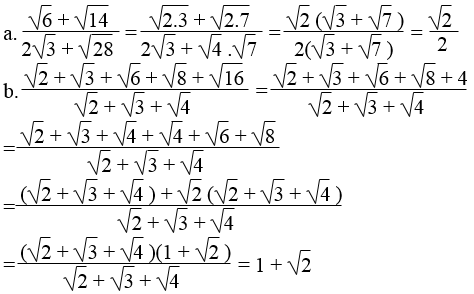 a. \frac{\sqrt{6} + \sqrt{14}}{2\sqrt{3} + \sqrt{28}} = \frac{\sqrt{2.3} + \sqrt{2.7}}{2\sqrt{3} + \sqrt{4} .\sqrt{7}} = \frac{\sqrt{2} (\sqrt{3} + \sqrt{7})}{2(\sqrt{3} + \sqrt{7})} = \frac{\sqrt{2}}{2}
b. \frac{\sqrt{2} + \sqrt{3} + \sqrt{6} + \sqrt{8} + \sqrt{16}}{\sqrt{2} + \sqrt{3} + \sqrt{4}} = \frac{\sqrt{2} + \sqrt{3} + \sqrt{6} + \sqrt{8} + 4}{\sqrt{2} + \sqrt{3} + \sqrt{4}}
= \frac{\sqrt{2} + \sqrt{3} + \sqrt{4} + \sqrt{4} + \sqrt{6} + \sqrt{8}}{\sqrt{2} + \sqrt{3} + \sqrt{4}}
= \frac{(\sqrt{2} + \sqrt{3} + \sqrt{4}) + \sqrt{2} (\sqrt{2} + \sqrt{3} + \sqrt{4})}{\sqrt{2} + \sqrt{3} + \sqrt{4}}
= \frac{(\sqrt{2} + \sqrt{3} + \sqrt{4})(1 + \sqrt{2})}{\sqrt{2} + \sqrt{3} + \sqrt{4}} = 1 + \sqrt{2}